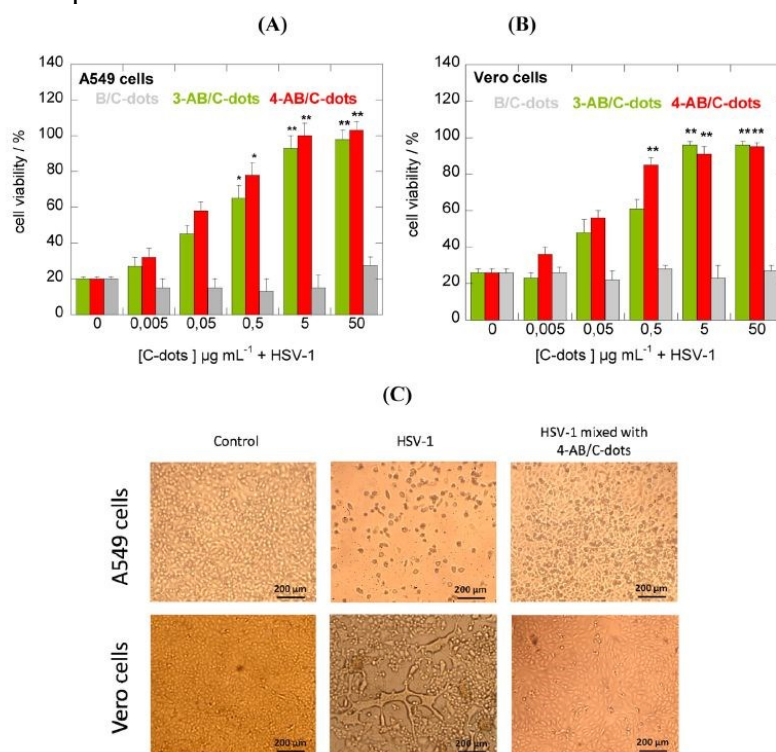 (A)
140
120
100
80
60
40
20
0
cell viability / %
A549 cells
B/C-dots 3-AB/C-dots 4-AB/C-dots
* * ** ** ** **
0 0,005 0,05 0,5 5 50
[C-dots ] µg mL⁻¹ + HSV-1
(B)
140
120
100
80
60
40
20
0
cell viability / %
Vero cells
B/C-dots 3-AB/C-dots 4-AB/C-dots
** ** ** ****
0 0,005 0,05 0,5 5 50
[C-dots ] µg mL⁻¹ + HSV-1
(C)
Control
HSV-1
HSV-1 mixed with
4-AB/C-dots
A549 cells
200 µm
200 µm
200 µm
Vero cells
200 µm
200 µm
200 µm